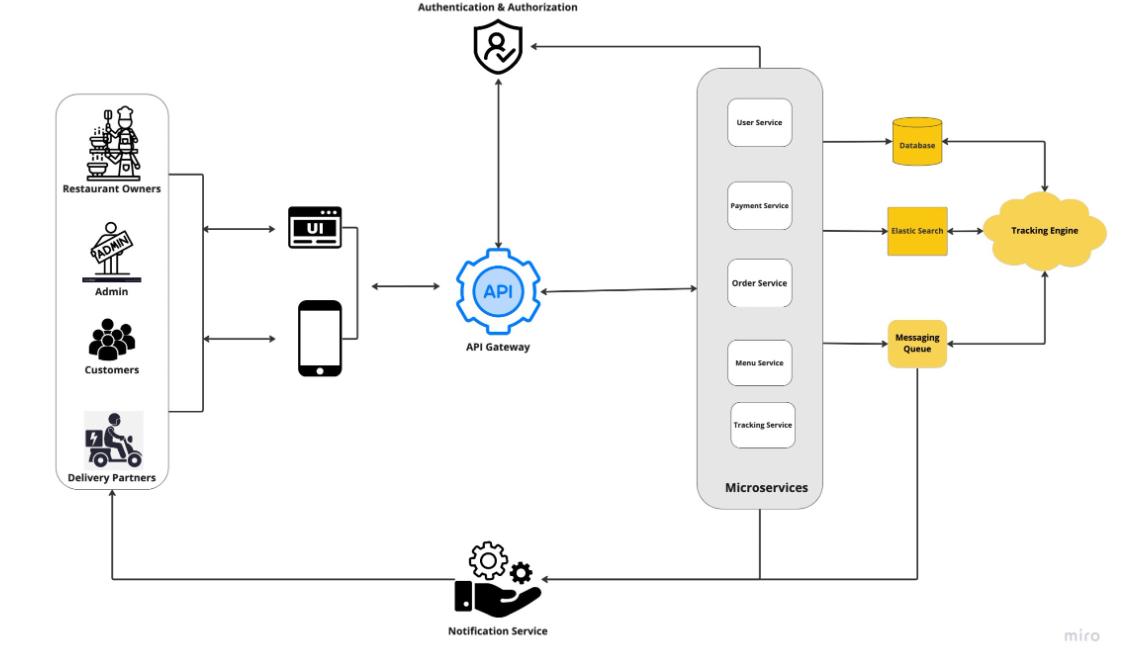 Authentication & Authorization
Restaurant Owners
ADMIN
Admin
Customers
Delivery Partners
UI
API
API Gateway
User Service
Payment Service
Order Service
Menu Service
Tracking Service
Microservices
Database
Elastic Search
Messaging
Queue
Tracking Engine
Notification Service
miro